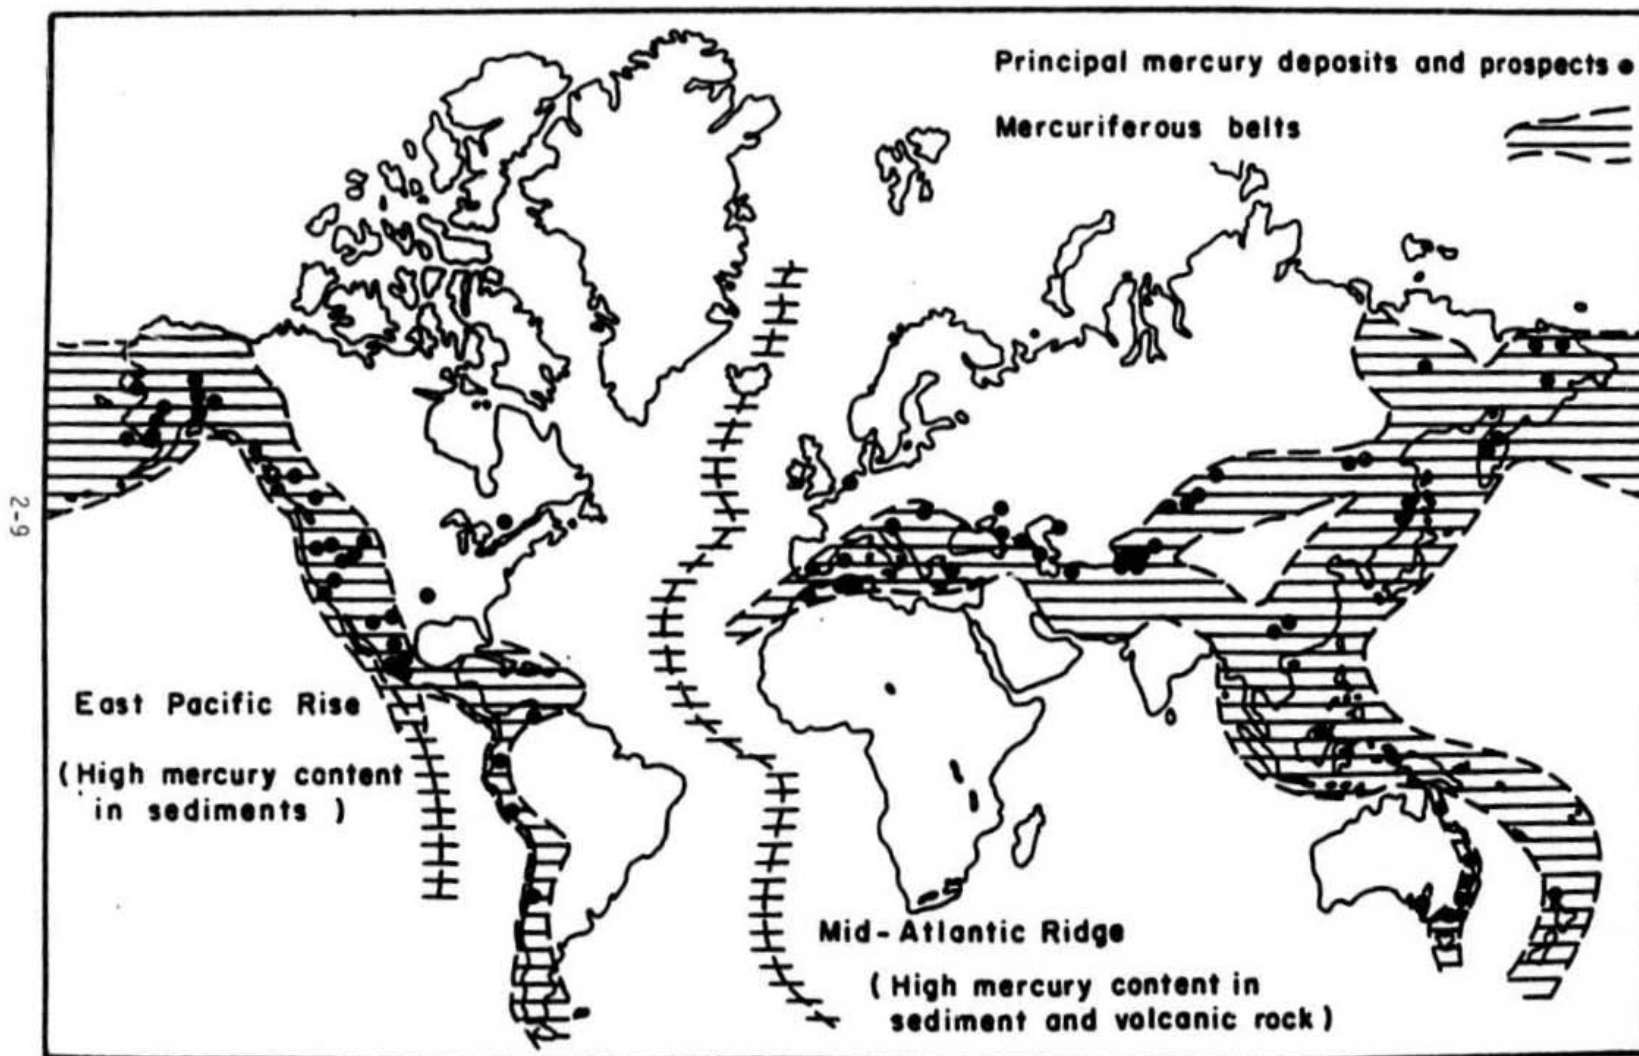 Principal mercury deposits and prospects
Mercuriferous belts
2-9
East Pacific Rise
(High mercury content
in sediments )
Mid-Atlantic Ridge
( High mercury content in
sediment and volcanic rock )